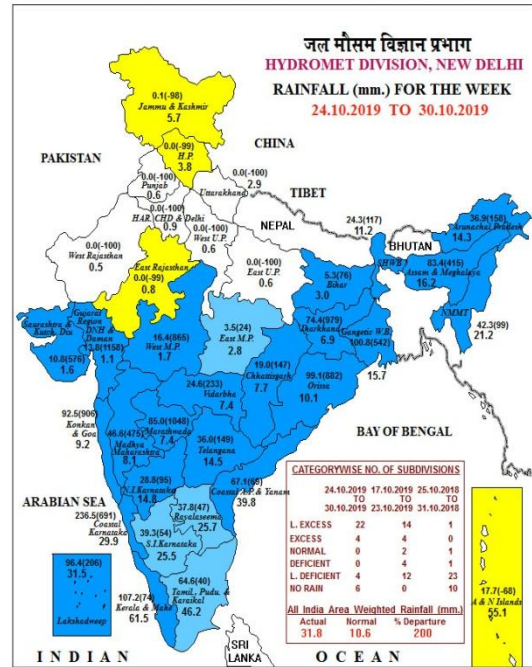 जल मौसम विज्ञान प्रभाग
HYDROMET DIVISION, NEW DELHI
RAINFALL (mm.) FOR THE WEEK
24.10.2019 TO 30.10.2019
0.1(-98)
Jammu & Kashmir
5.7
CHINA
PAKISTAN
0.0(-99)
H.P.
3.8
0.0(-100)
Punjab
0.6
0.0(-100)
2.9
Uttarakhand
TIBET
0.0(-100)
HAR. CHD & Delhi
0.9
0.0(-100)
West U.P.
0.6
NEPAL
24.3(117)
11.2
BHUTAN
36.9(158)
Arunachal Pradesh
14.3
0.0(-100)
West Rajasthan
0.5
East Rajasthan
0.0(-99)
0.8
0.0(-100)
East U.P.
0.6
5.3(76)
Bihar
3.0
SHWB
83.4(415)
Assam & Meghalaya
16.2
NMMT
42.3(99)
21.2
Saurashtra &
Kutch, Diu
10.8(576)
1.6
Gujarat
Region
DNH &
Daman
13.8(1158)
1.1
16.4(865)
West M.P.
1.7
3.5(24)
East M.P.
2.8
74.4(979)
Jharkhand
6.9
Gangetic W.B.
100.8(542)
15.7
19.0(147)
Chhattisgarh
7.7
99.1(882)
Orissa
10.1
24.6(233)
Vidarbha
7.4
92.5(906)
Konkan
and Goa
9.2
46.6(475)
Madhya
Maharashtra
8.1
85.0(1048)
Marathwada
7.4
36.0(149)
Telangana
14.5
BAY OF BENGAL
28.8(95)
N.I.Karnataka
14.8
67.1(69)
Coastal A.P. & Yanam
39.8
ARABIAN SEA
236.5(691)
Coastal
Karnataka
29.9
37.8(47)
Rayalaseema
25.7
39.3(54)
S.I.Karnataka
25.5
96.4(206)
31.5
Lakshadweep
107.2(74)
Kerala & Mahe
61.5
64.6(40)
Tamil, Pudu. &
Karaikal
46.2
CATEGORYWISE NO. OF SUBDIVISIONS
24.10.2019 17.10.2019 25.10.2018
TO TO TO
30.10.2019 23.10.2019 31.10.2018
L. EXCESS 22 14 1
EXCESS 4 4 0
NORMAL 0 2 1
DEFICIENT 0 4 1
L. DEFICIENT 4 12 23
NO RAIN 6 0 10
All India Area Weighted Rainfall (mm.)
Actual Normal % Departure
31.8 10.6 200
17.7(-68)
A & N Islands
55.1
SRI
LANKA
INDIAN OCEAN